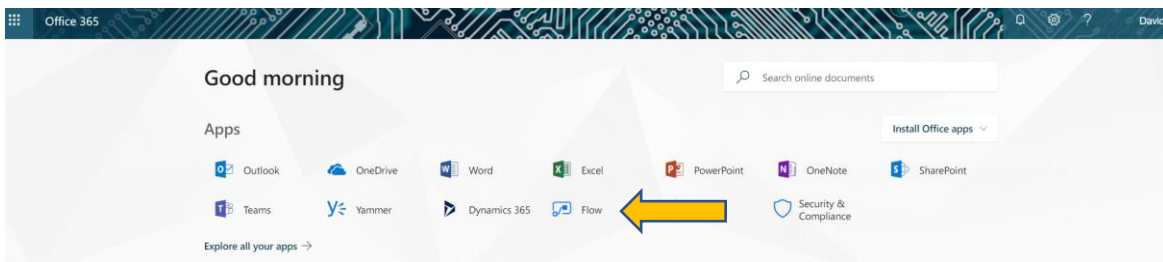 Office 365
?
David
Good morning
Search online documents
Apps
Install Office apps
Outlook
OneDrive
Word
Excel
PowerPoint
OneNote
SharePoint
Teams
Yammer
Dynamics 365
Flow
Security &
Compliance
Explore all your apps →